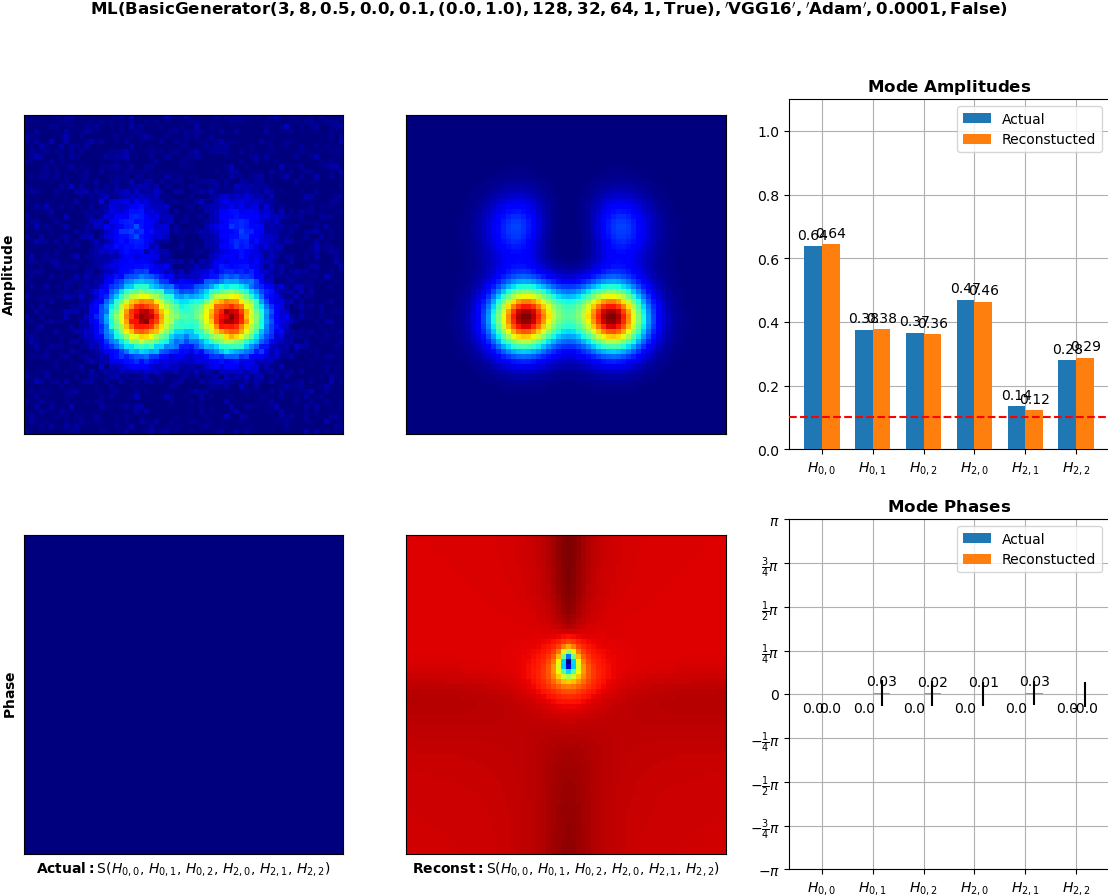 ML(BasicGenerator(3, 8, 0.5, 0.0, 0.1, (0.0, 1.0), 128, 32, 64, 1, True), ′VGG16′, ′Adam′, 0.0001, False)
Mode Amplitudes
Actual
Reconstucted
1.0
0.8
0.6
0.4
0.2
0.0
0.64 0.64
0.38 0.38
0.37 0.36
0.47 0.46
0.14 0.12
0.28 0.29
H0,0 H0,1 H0,2 H2,0 H2,1 H2,2
Amplitude
Mode Phases
Actual
Reconstucted
π
3/4π
1/2π
1/4π
0
−1/4π
−1/2π
−3/4π
−π
0.03 0.02 0.01 0.03
0.0 0.0 0.0 0.0 0.0 0.0 0.0 -0.0
H0,0 H0,1 H0,2 H2,0 H2,1 H2,2
Phase
Actual: S(H0,0, H0,1, H0,2, H2,0, H2,1, H2,2)
Reconst: S(H0,0, H0,1, H0,2, H2,0, H2,1, H2,2)